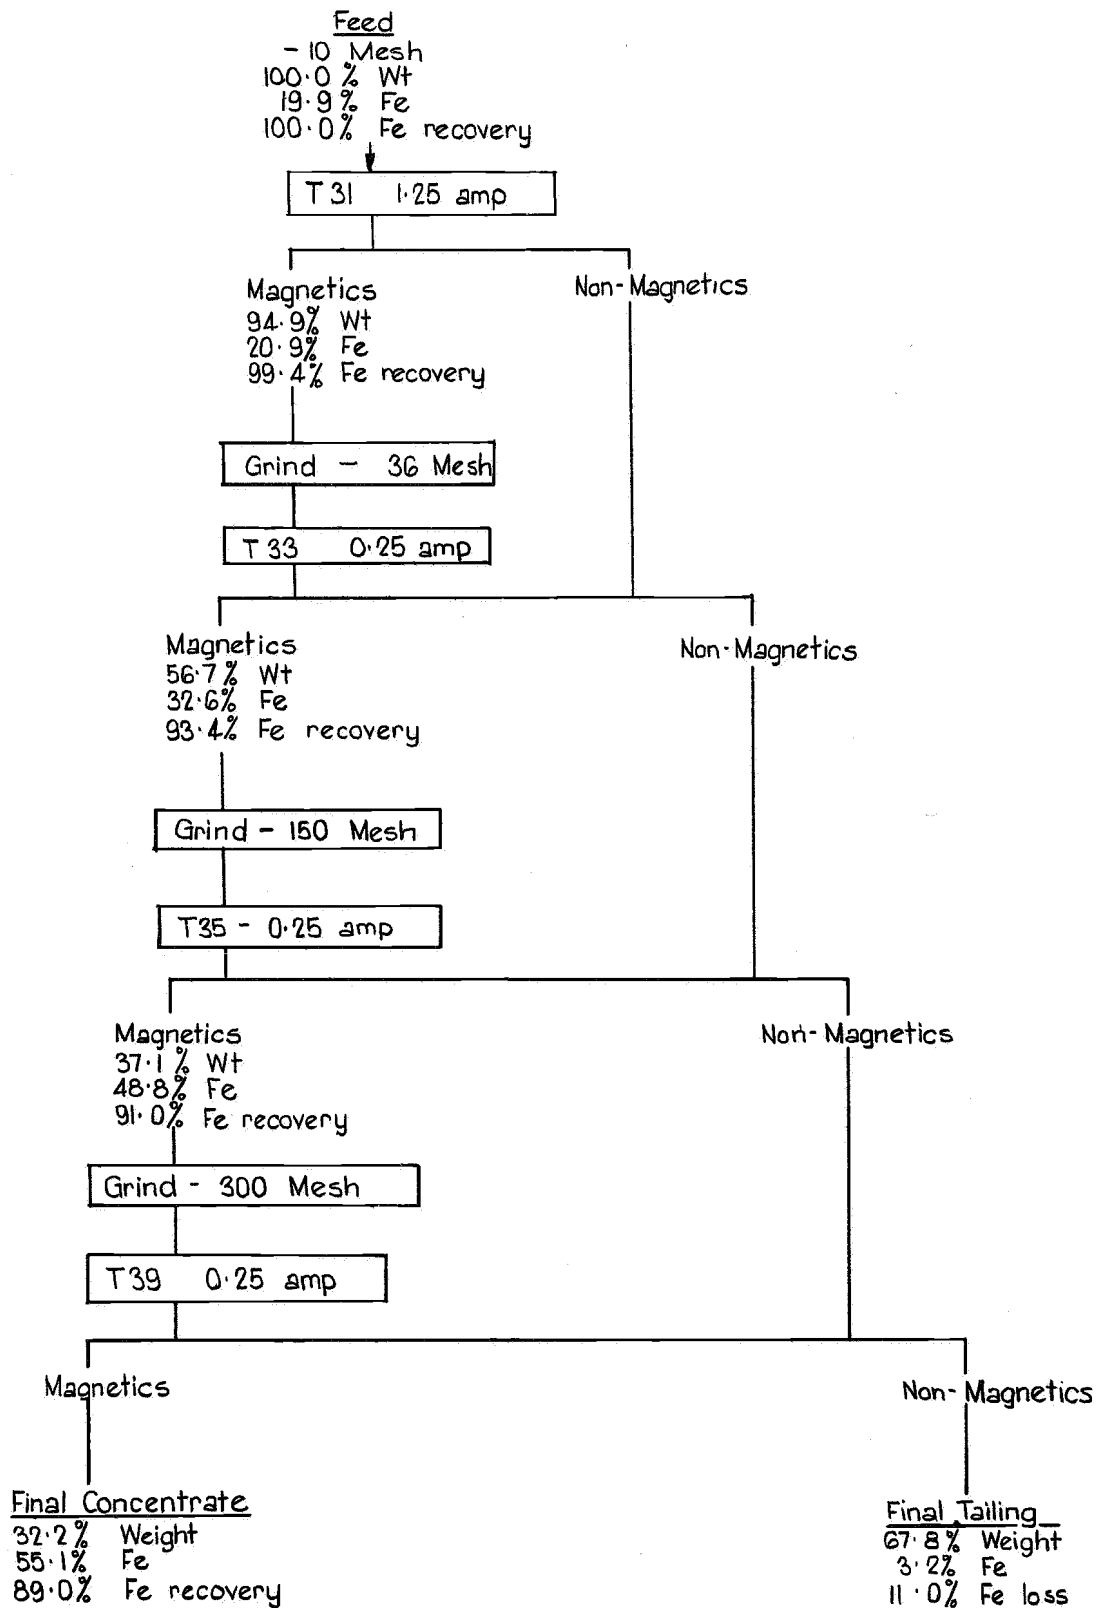 Feed
- 10 Mesh
100.0% Wt
19.9% Fe
100.0% Fe recovery
T 31 1.25 amp
Magnetics
94.9% Wt
20.9% Fe
99.4% Fe recovery
Non-Magnetics
Grind - 36 Mesh
T 33 0.25 amp
Magnetics
56.7% Wt
32.6% Fe
93.4% Fe recovery
Non-Magnetics
Grind - 150 Mesh
T35 - 0.25 amp
Magnetics
37.1% Wt
48.8% Fe
91.0% Fe recovery
Non-Magnetics
Grind - 300 Mesh
T39 0.25 amp
Magnetics
Non-Magnetics
Final Concentrate
32.2% Weight
55.1% Fe
89.0% Fe recovery
Final Tailing
67.8% Weight
3.2% Fe
11.0% Fe loss